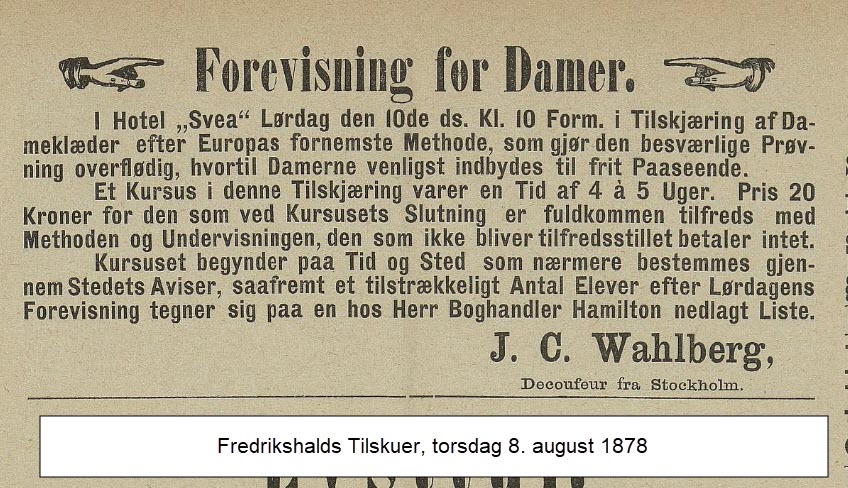 Forevisning for Damer.
I Hotel „Svea“ Lørdag den 10de ds. Kl. 10 Form. i Tilskjæring af Da-
meklæder efter Europas fornemste Methode, som gjør den besværlige Prøv-
ning overflødig, hvortil Damerne venligst indbydes til frit Paaseende.
Et Kursus i denne Tilskjæring varer en Tid af 4 à 5 Uger. Pris 20
Kroner for den som ved Kursusets Slutning er fuldkommen tilfreds med
Methoden og Undervisningen, den som ikke bliver tilfredsstillet betaler intet.
Kursuset begynder paa Tid og Sted som nærmere bestemmes gjen-
nem Stedets Aviser, saafremt et tilstrækkeligt Antal Elever efter Lørdagens
Forevisning tegner sig paa en hos Herr Boghandler Hamilton nedlagt Liste.
J. C. Wahlberg,
Decoufeur fra Stockholm.
Fredrikshalds Tilskuer, torsdag 8. august 1878